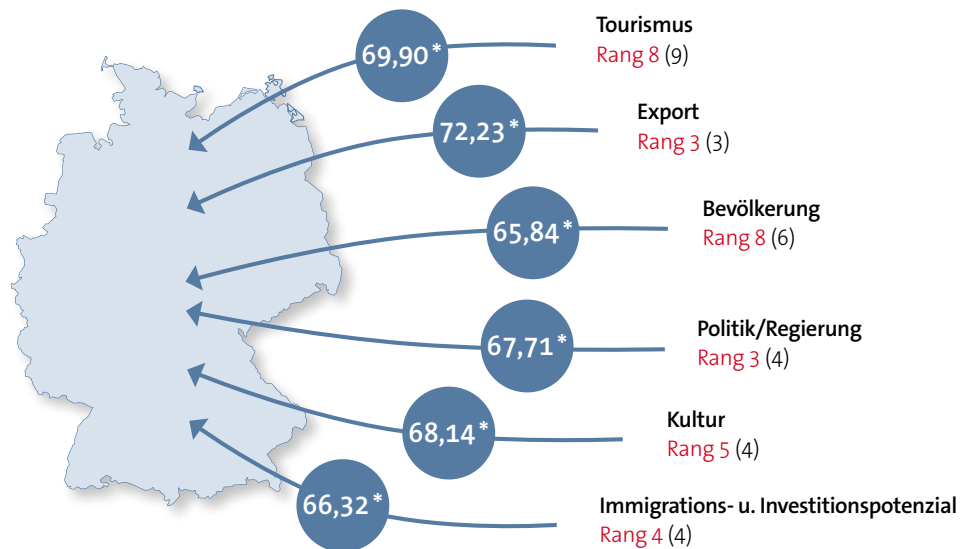 69,90*
Tourismus
Rang 8 (9)
72,23*
Export
Rang 3 (3)
65,84*
Bevölkerung
Rang 8 (6)
67,71*
Politik/Regierung
Rang 3 (4)
68,14*
Kultur
Rang 5 (4)
66,32*
Immigrations- u. Investitionspotenzial
Rang 4 (4)